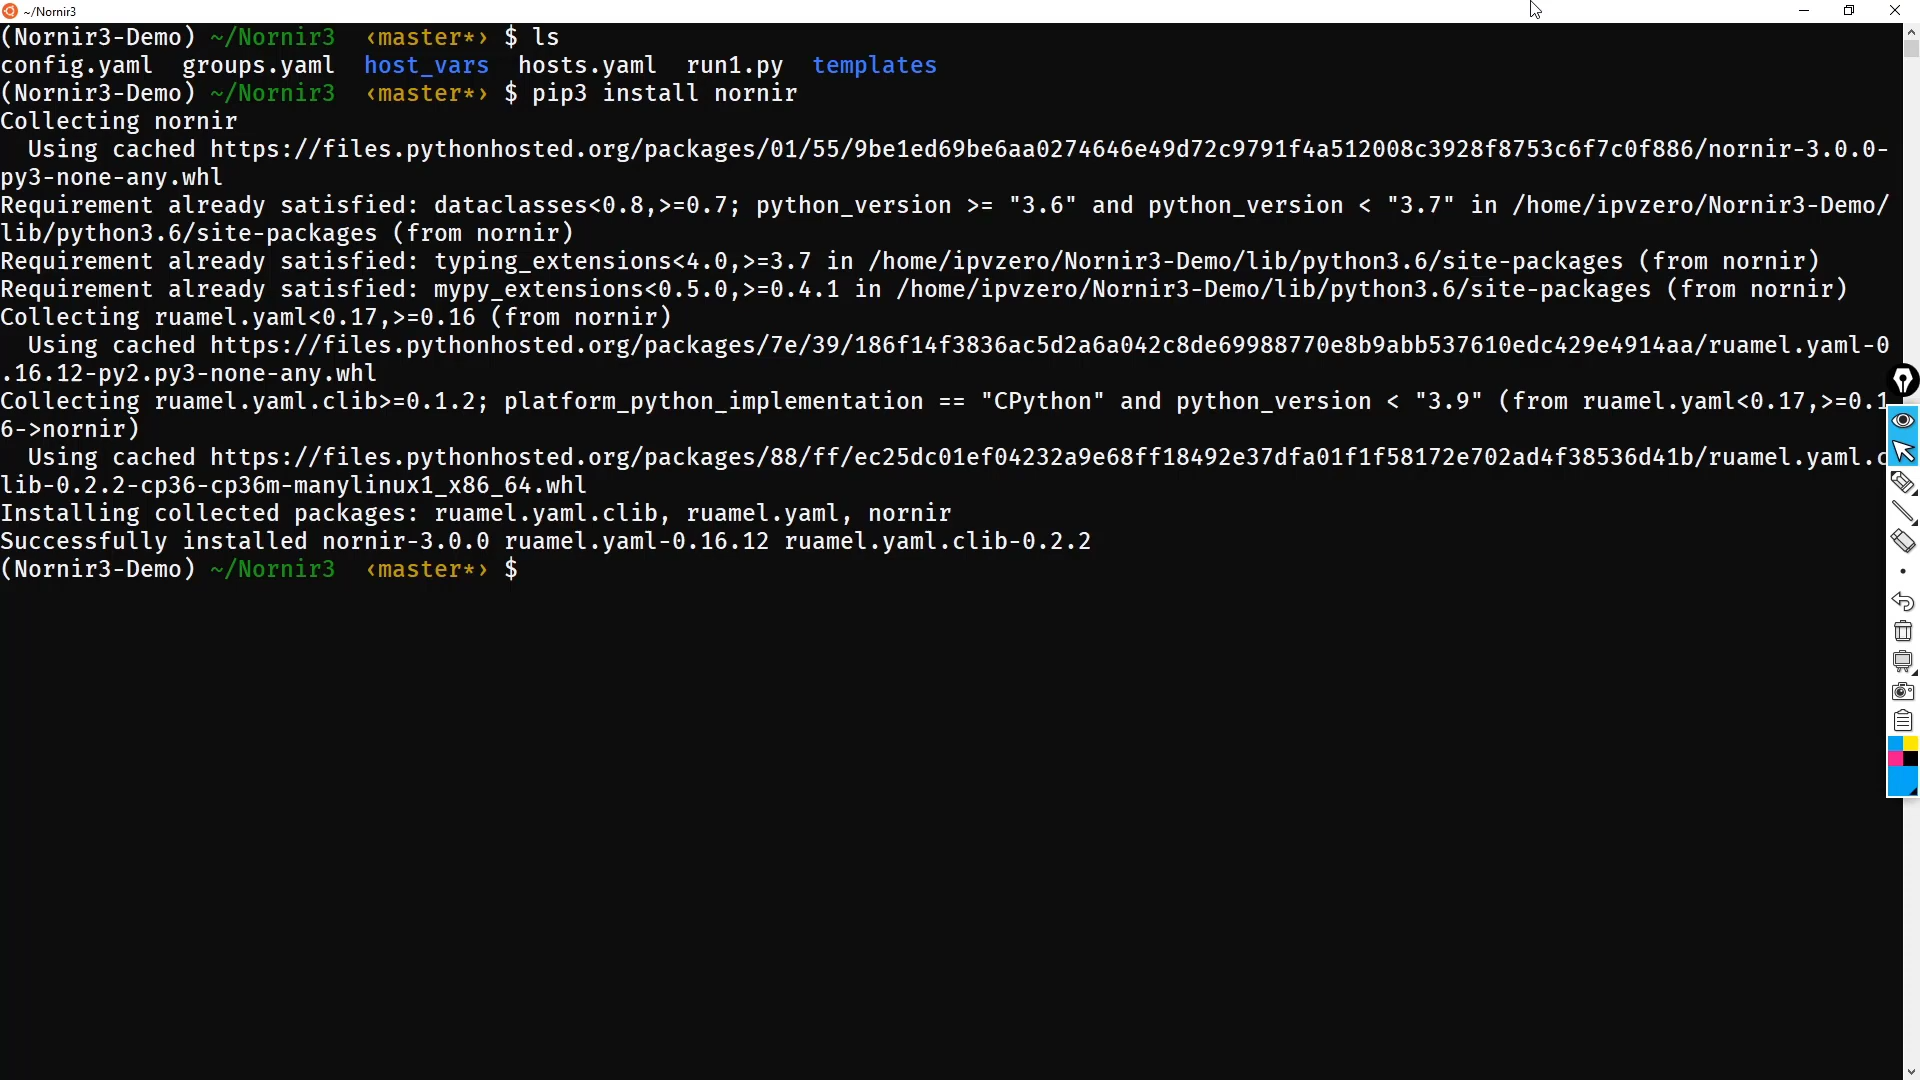 ~/Nornir3
(Nornir3-Demo) ~/Nornir3  ‹master*› $ ls
config.yaml  groups.yaml  host_vars  hosts.yaml  run1.py  templates
(Nornir3-Demo) ~/Nornir3  ‹master*› $ pip3 install nornir
Collecting nornir
  Using cached https://files.pythonhosted.org/packages/01/55/9be1ed69be6aa0274646e49d72c9791f4a512008c3928f8753c6f7c0f886/nornir-3.0.0-
py3-none-any.whl
Requirement already satisfied: dataclasses<0.8,>=0.7; python_version >= "3.6" and python_version < "3.7" in /home/ipvzero/Nornir3-Demo/
lib/python3.6/site-packages (from nornir)
Requirement already satisfied: typing_extensions<4.0,>=3.7 in /home/ipvzero/Nornir3-Demo/lib/python3.6/site-packages (from nornir)
Requirement already satisfied: mypy_extensions<0.5.0,>=0.4.1 in /home/ipvzero/Nornir3-Demo/lib/python3.6/site-packages (from nornir)
Collecting ruamel.yaml<0.17,>=0.16 (from nornir)
  Using cached https://files.pythonhosted.org/packages/7e/39/186f14f3836ac5d2a6a042c8de69988770e8b9abb537610edc429e4914aa/ruamel.yaml-0
.16.12-py2.py3-none-any.whl
Collecting ruamel.yaml.clib>=0.1.2; platform_python_implementation == "CPython" and python_version < "3.9" (from ruamel.yaml<0.17,>=0.1
6->nornir)
  Using cached https://files.pythonhosted.org/packages/88/ff/ec25dc01ef04232a9e68ff18492e37dfa01f1f58172e702ad4f38536d41b/ruamel.yaml.c
lib-0.2.2-cp36-cp36m-manylinux1_x86_64.whl
Installing collected packages: ruamel.yaml.clib, ruamel.yaml, nornir
Successfully installed nornir-3.0.0 ruamel.yaml-0.16.12 ruamel.yaml.clib-0.2.2
(Nornir3-Demo) ~/Nornir3  ‹master*› $